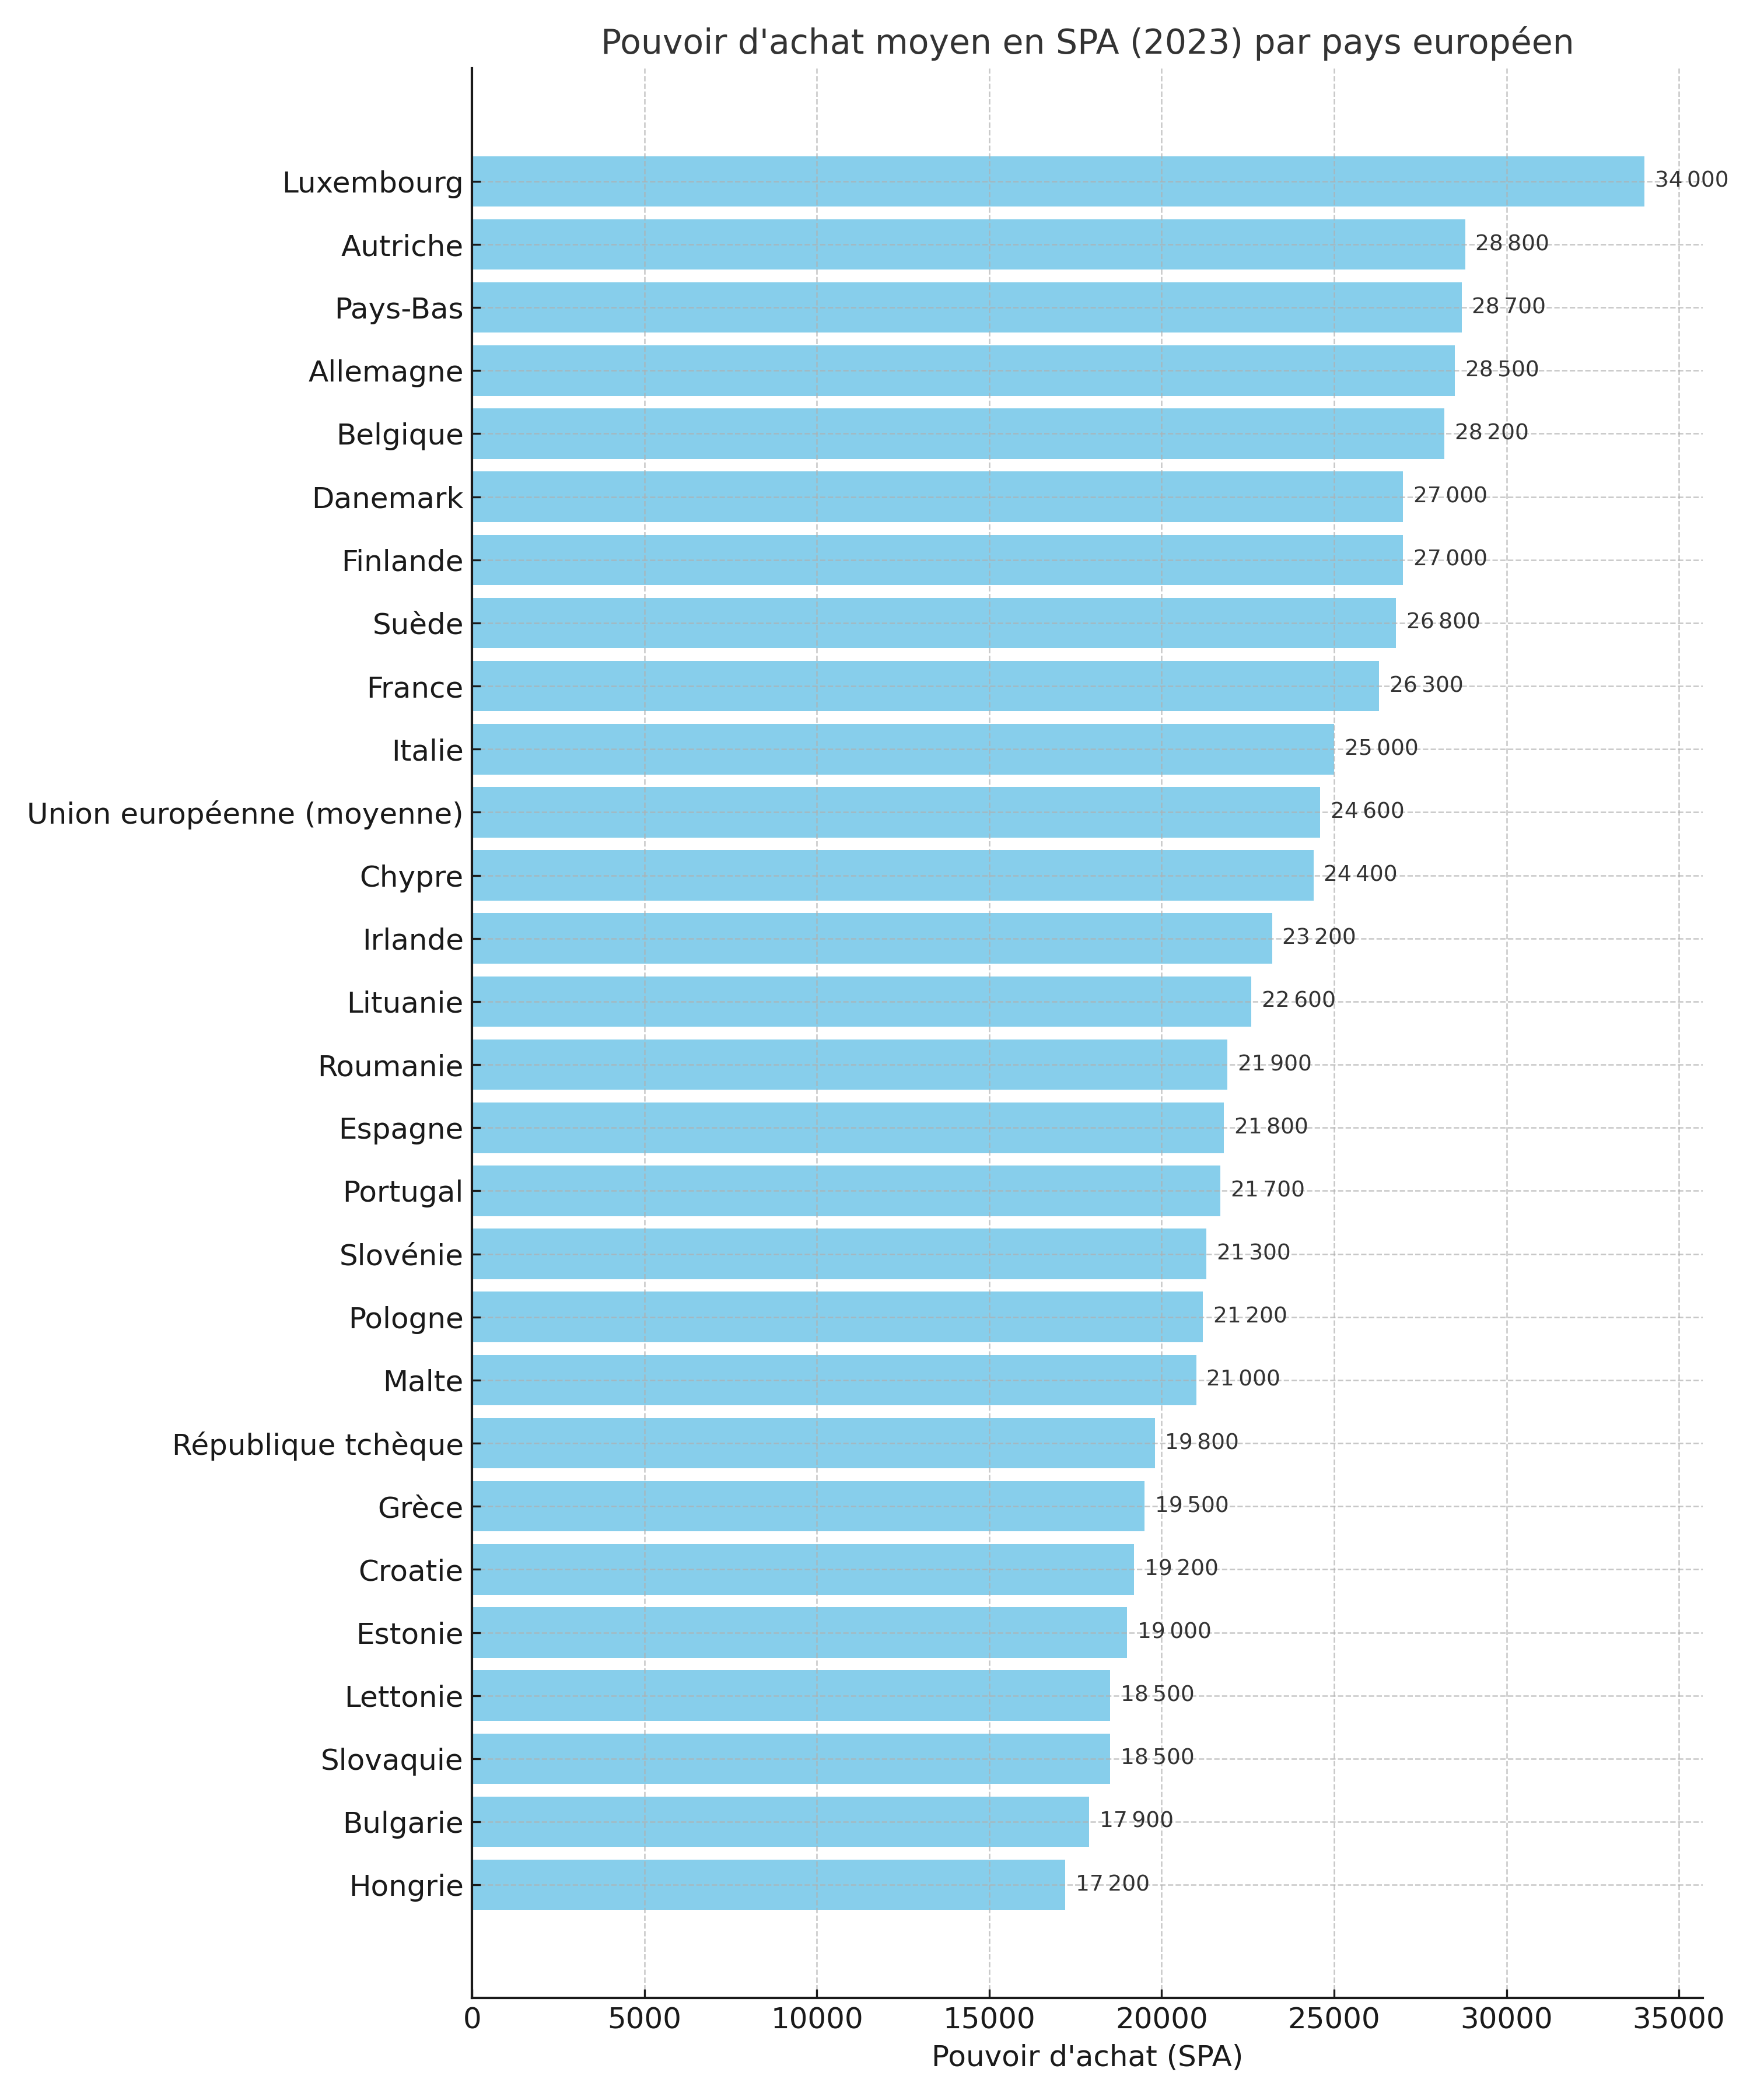 Pouvoir d'achat moyen en SPA (2023) par pays européen
Luxembourg 34 000
Autriche 28 800
Pays-Bas 28 700
Allemagne 28 500
Belgique 28 200
Danemark 27 000
Finlande 27 000
Suède 26 800
France 26 300
Italie 25 000
Union européenne (moyenne) 24 600
Chypre 24 400
Irlande 23 200
Lituanie 22 600
Roumanie 21 900
Espagne 21 800
Portugal 21 700
Slovénie 21 300
Pologne 21 200
Malte 21 000
République tchèque 19 800
Grèce 19 500
Croatie 19 200
Estonie 19 000
Lettonie 18 500
Slovaquie 18 500
Bulgarie 17 900
Hongrie 17 200
0 5000 10000 15000 20000 25000 30000 35000
Pouvoir d'achat (SPA)